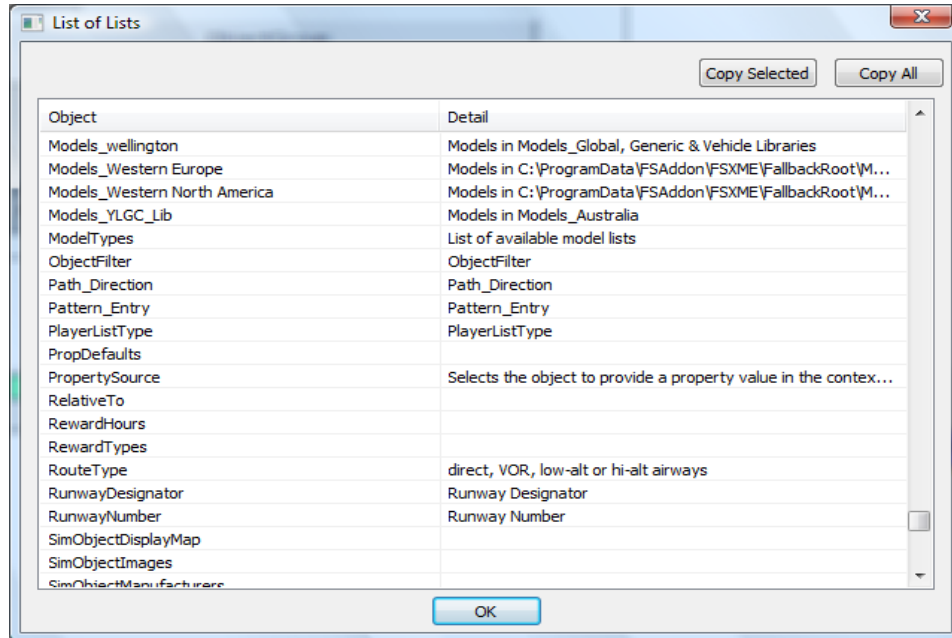 List of Lists
Copy Selected Copy All
Object Detail
Models_wellington Models in Models_Global, Generic & Vehicle Libraries
Models_Western Europe Models in C:\ProgramData\FSAddon\FSXME\FallbackRoot\M...
Models_Western North America Models in C:\ProgramData\FSAddon\FSXME\FallbackRoot\M...
Models_YLGC_Lib Models in Models_Australia
ModelTypes List of available model lists
ObjectFilter ObjectFilter
Path_Direction Path_Direction
Pattern_Entry Pattern_Entry
PlayerListType PlayerListType
PropDefaults
PropertySource Selects the object to provide a property value in the contex...
RelativeTo
RewardHours
RewardTypes
RouteType direct, VOR, low-alt or hi-alt airways
RunwayDesignator Runway Designator
RunwayNumber Runway Number
SimObjectDisplayMap
SimObjectImages
SimObjectManufacturers
OK